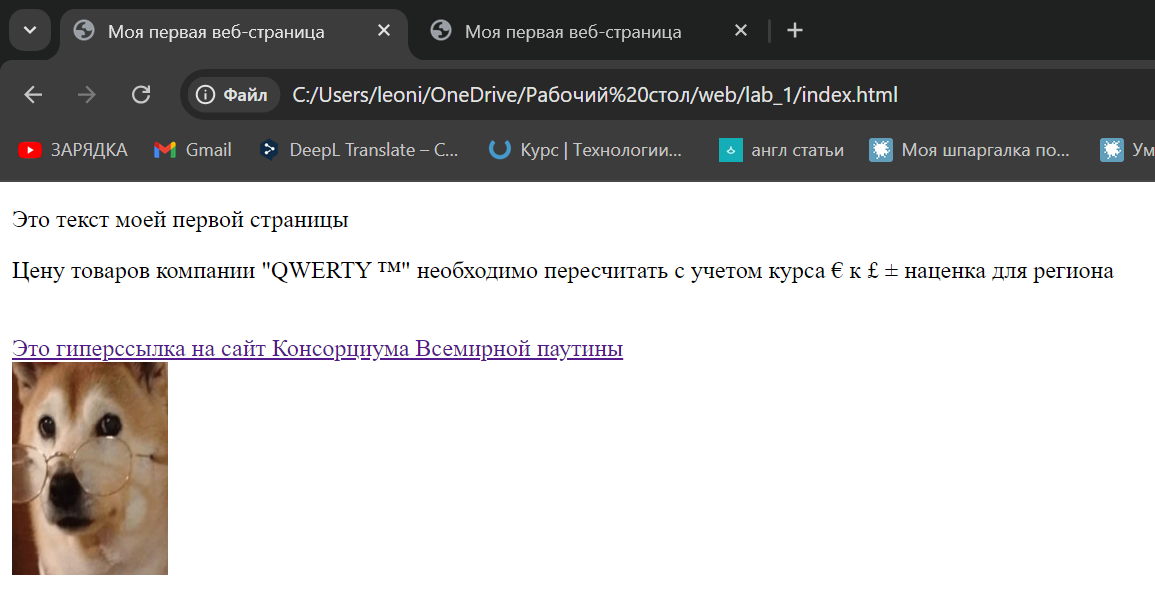 Моя первая веб-страница
Моя первая веб-страница
Файл C:/Users/leoni/OneDrive/Рабочий%20стол/web/lab_1/index.html
ЗАРЯДКА Gmail DeepL Translate – C... Курс | Технологии... англ статьи Моя шпаргалка по... Ум
Это текст моей первой страницы
Цену товаров компании "QWERTY ™" необходимо пересчитать с учетом курса € к £ ± наценка для региона
Это гиперссылка на сайт Консорциума Всемирной паутины